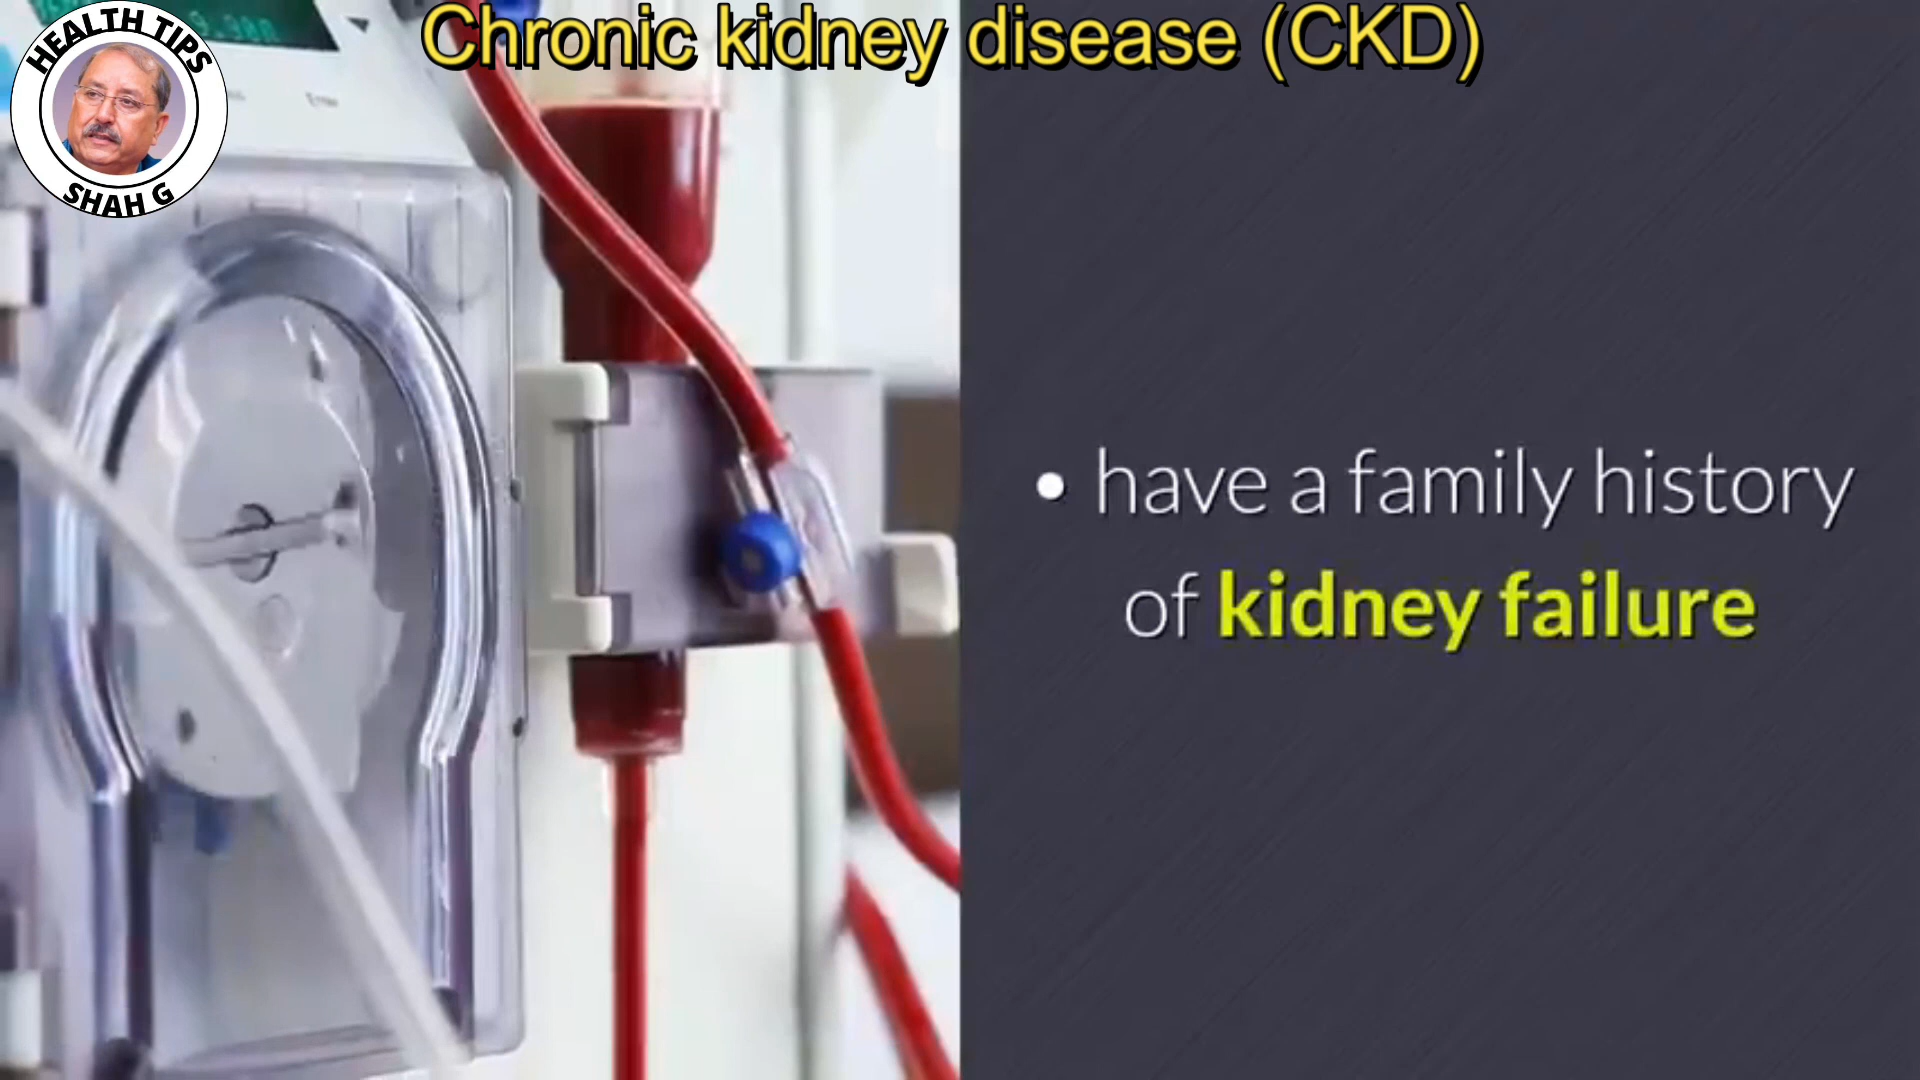 HEALTH TIPS
SHAH G
Chronic kidney disease (CKD)
• have a family history
of kidney failure